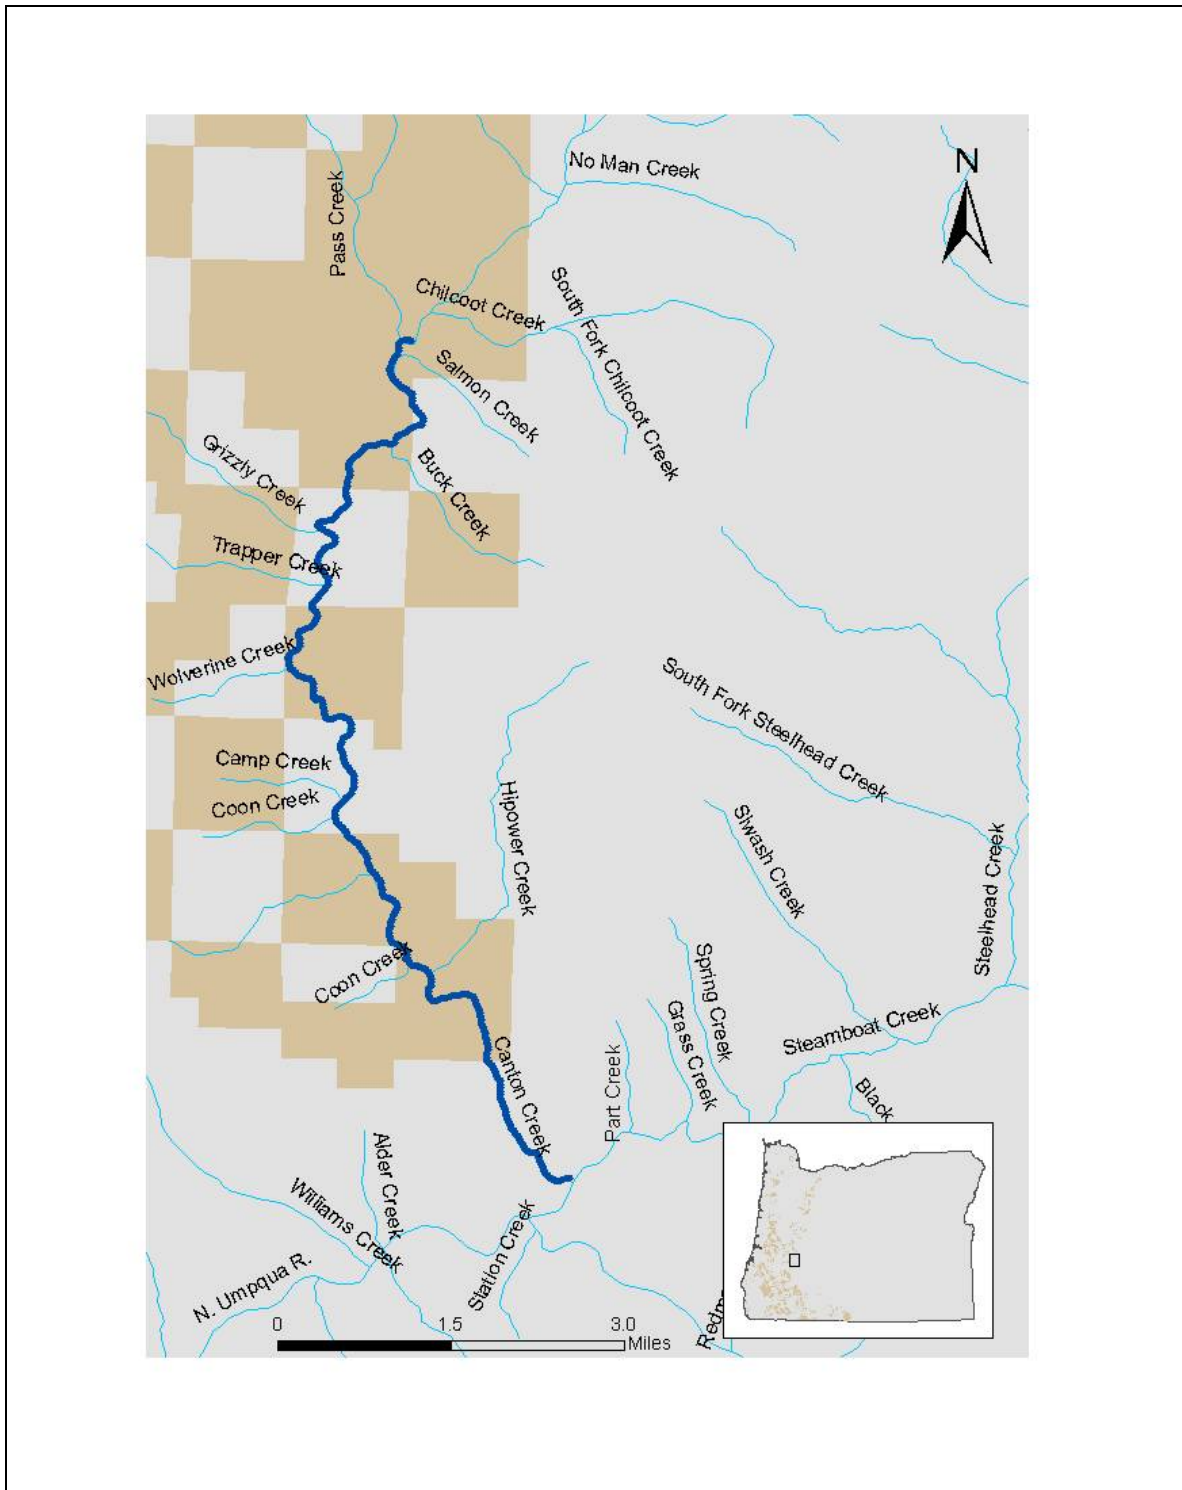 N
No Man Creek
Pass Creek
Chilcoot Creek
South Fork Chilcoot Creek
Salmon Creek
Grizzly Creek
Buck Creek
Trapper Creek
Wolverine Creek
South Fork Steelhead Creek
Camp Creek
Coon Creek
Hipower Creek
Siwash Creek
Steelhead Creek
Coon Creek
Spring Creek
Grass Creek
Steamboat Creek
Canton Creek
Part Creek
Black
Alder Creek
Williams Creek
Station Creek
N. Umpqua R.
0 1.5 3.0
Miles